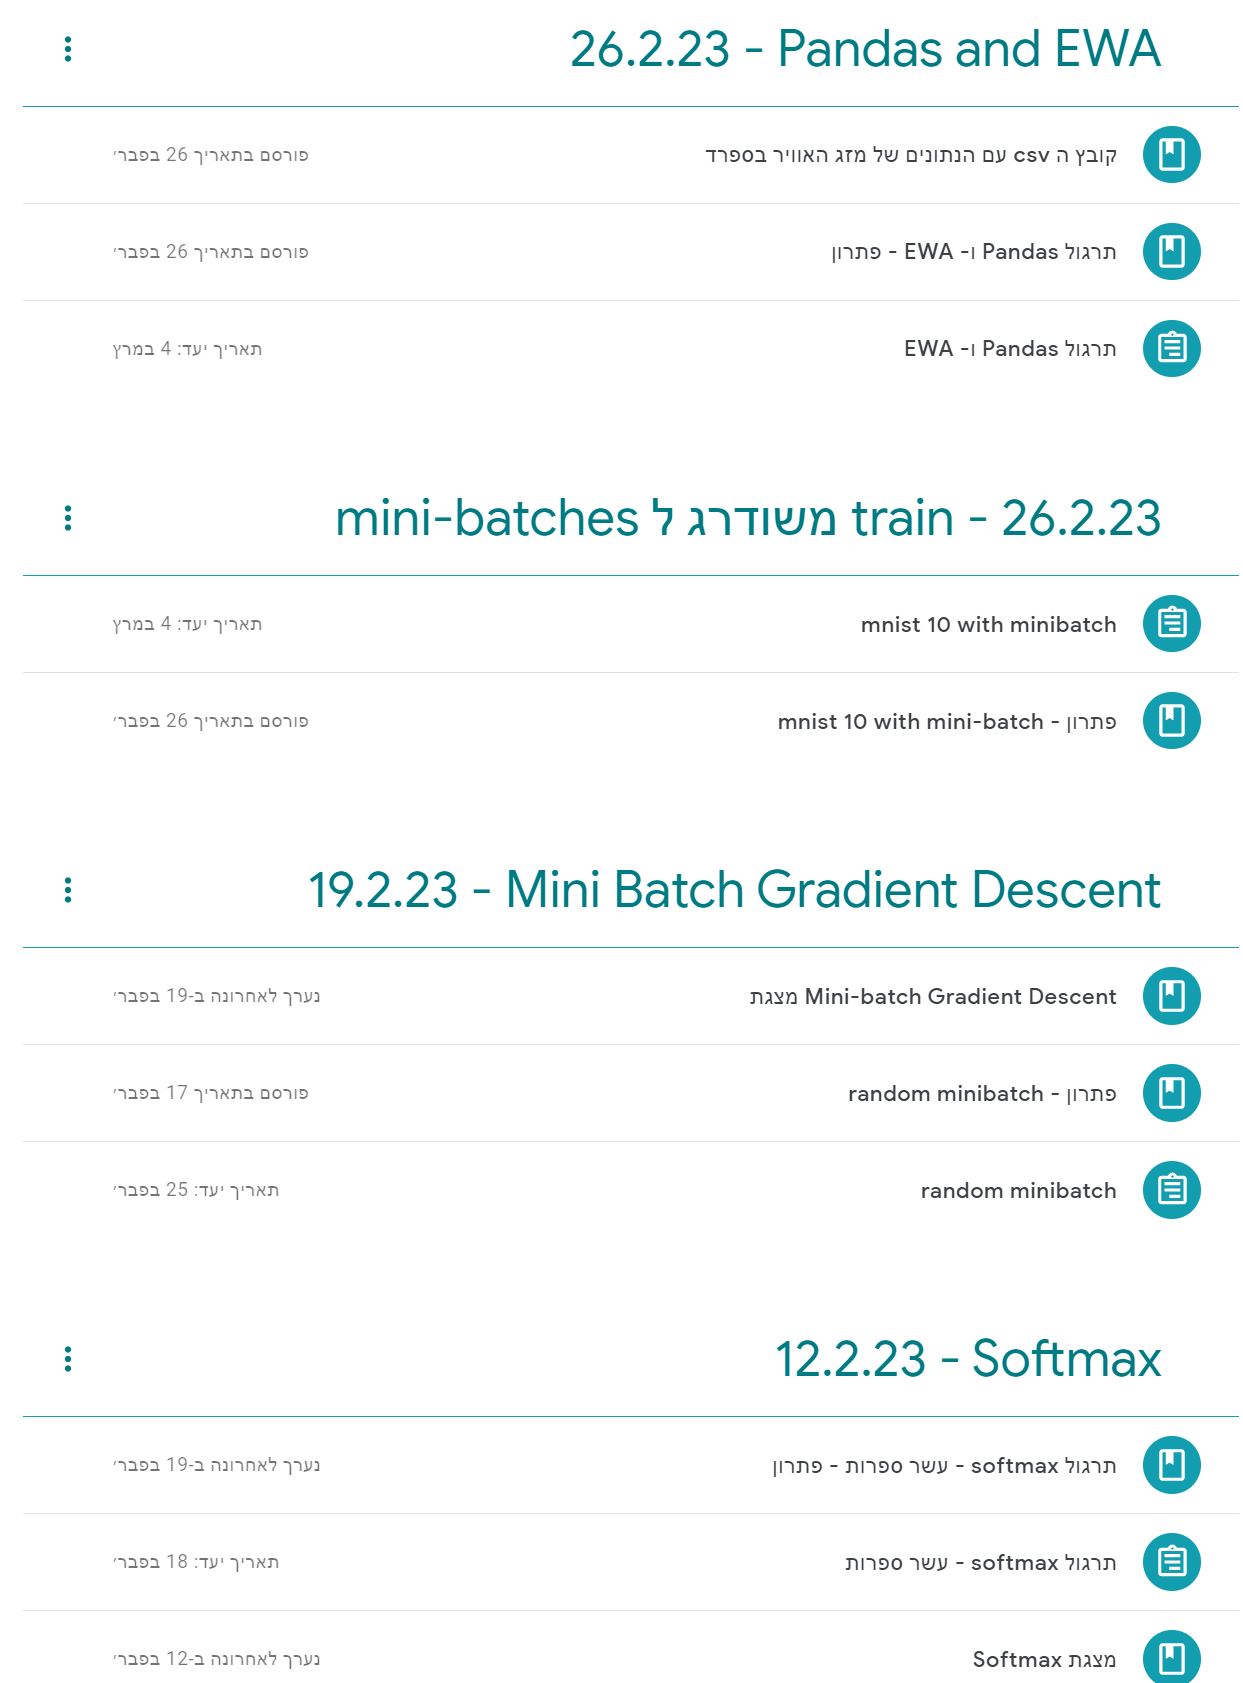 26.2.23 - Pandas and EWA
קובץ ה csv עם הנתונים של מזג האוויר בספרד
פורסם בתאריך 26 בפבר׳
תרגול Pandas ו- EWA - פתרון
פורסם בתאריך 26 בפבר׳
תרגול Pandas ו- EWA
תאריך יעד: 4 במרץ
26.2.23 - train משודרג ל mini-batches
mnist 10 with minibatch
תאריך יעד: 4 במרץ
פתרון - mnist 10 with mini-batch
פורסם בתאריך 26 בפבר׳
19.2.23 - Mini Batch Gradient Descent
Mini-batch Gradient Descent מצגת
נערך לאחרונה ב-19 בפבר׳
פתרון - random minibatch
פורסם בתאריך 17 בפבר׳
random minibatch
תאריך יעד: 25 בפבר׳
12.2.23 - Softmax
תרגול softmax - עשר ספרות - פתרון
נערך לאחרונה ב-19 בפבר׳
תרגול softmax - עשר ספרות
תאריך יעד: 18 בפבר׳
מצגת Softmax
נערך לאחרונה ב-12 בפבר׳